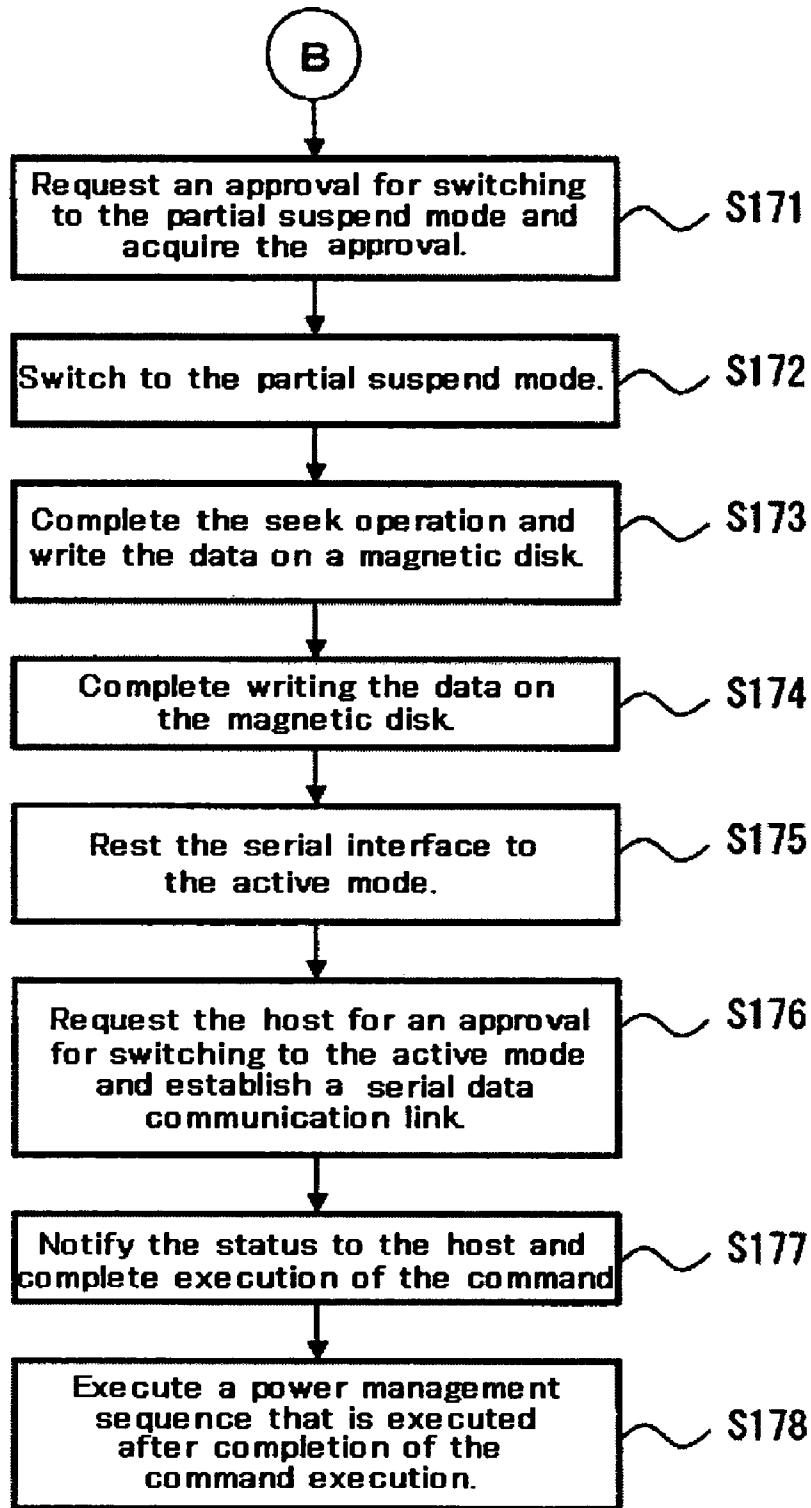 B
Request an approval for switching
to the partial suspend mode and
acquire the approval.
S171
Switch to the partial suspend mode.
S172
Complete the seek operation and
write the data on a magnetic disk.
S173
Complete writing the data on
the magnetic disk.
S174
Rest the serial interface to
the active mode.
S175
Request the host for an approval
for switching to the active mode
and establish a serial data
communication link.
S176
Notify the status to the host and
complete execution of the command
S177
Execute a power management
sequence that is executed
after completion of the
command execution.
S178